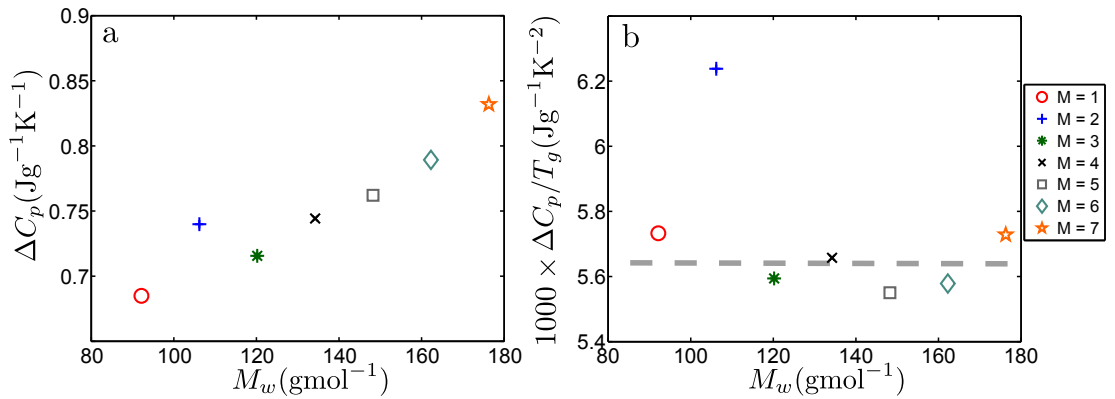 a
ΔC_p(Jg⁻¹K⁻¹)
0.9
0.85
0.8
0.75
0.7
80 100 120 140 160 180
M_w(gmol⁻¹)
b
1000 × ΔC_p/T_g(Jg⁻¹K⁻²)
6.2
6
5.8
5.6
5.4
80 100 120 140 160 180
M_w(gmol⁻¹)
M = 1
M = 2
M = 3
M = 4
M = 5
M = 6
M = 7